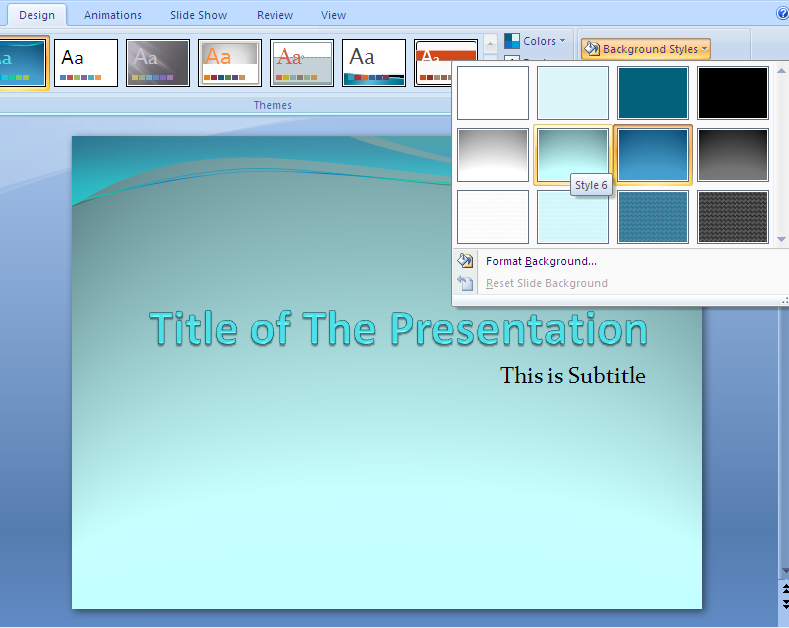 Design Animations Slide Show Review View
Aa Aa Aa Aa Aa Aa Colors Background Styles
Themes
Style 6
Format Background...
Reset Slide Background
Title of The Presentation
This is Subtitle